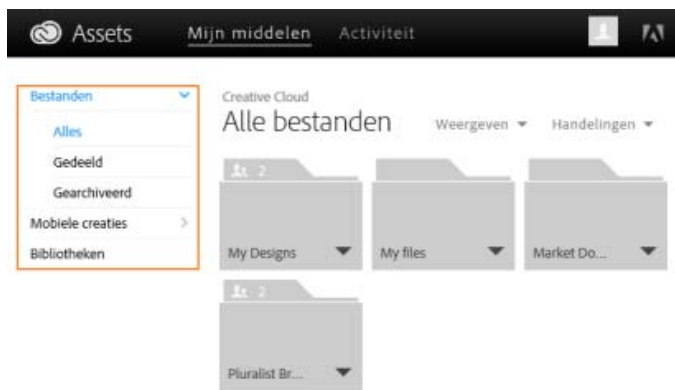 Assets Mijn middelen Activiteit
Bestanden
Alles
Gedeeld
Gearchiveerd
Mobiele creaties
Bibliotheken
Creative Cloud
Alle bestanden Weergeven Handelingen
2
My Designs My files Market Do...
2
Pluralist Br...